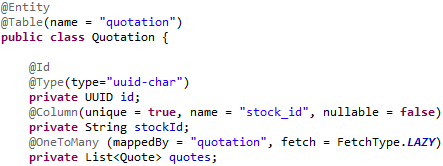 @Entity
@Table(name = "quotation")
public class Quotation {
@Id
@Type(type="uuid-char")
private UUID id;
@Column(unique = true, name = "stock_id", nullable = false)
private String stockId;
@OneToMany (mappedBy = "quotation", fetch = FetchType.LAZY)
private List<Quote> quotes;